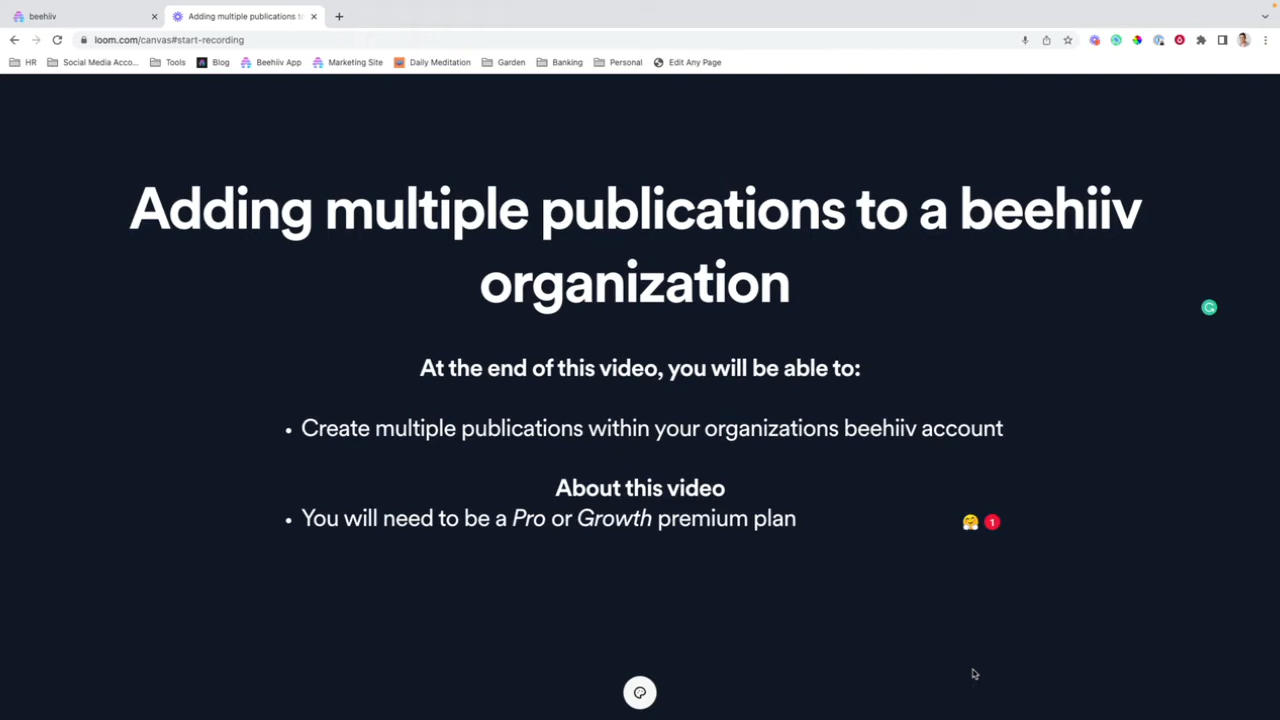 beehiiv
Adding multiple publications to
loom.com/canvas#start-recording
HR
Social Media Acco...
Tools
Blog
Beehiiv App
Marketing Site
Daily Meditation
Garden
Banking
Personal
Edit Any Page
Adding multiple publications to a beehiiv
organization
At the end of this video, you will be able to:
• Create multiple publications within your organizations beehiiv account
About this video
• You will need to be a Pro or Growth premium plan
1